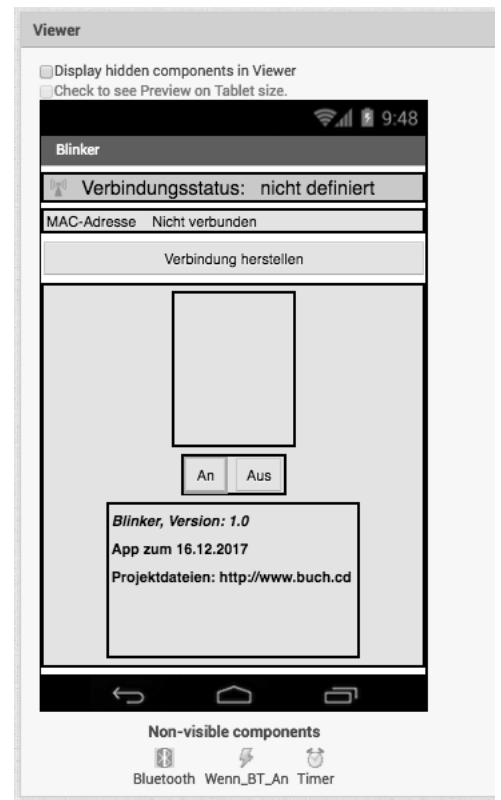 Viewer
Display hidden components in Viewer
Check to see Preview on Tablet size.
9:48
Blinker
Verbindungsstatus: nicht definiert
MAC-Adresse Nicht verbunden
Verbindung herstellen
An Aus
Blinker, Version: 1.0
App zum 16.12.2017
Projektdateien: http://www.buch.cd
Non-visible components
Bluetooth Wenn_BT_An Timer